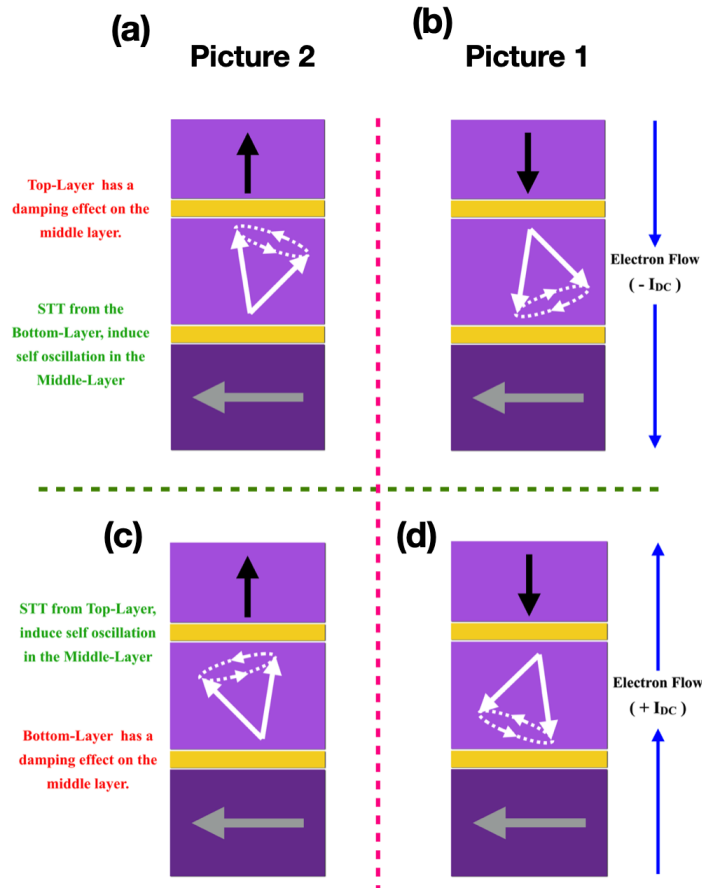 (a)
(b)
Picture 2
Picture 1
Top-Layer has a
damping effect on the
middle layer.
STT from the
Bottom-Layer, induce
self oscillation in the
Middle-Layer
Electron Flow
( - IDC )
(c)
(d)
STT from Top-Layer,
induce self oscillation
in the Middle-Layer
Bottom-Layer has a
damping effect on the
middle layer.
Electron Flow
( + IDC )